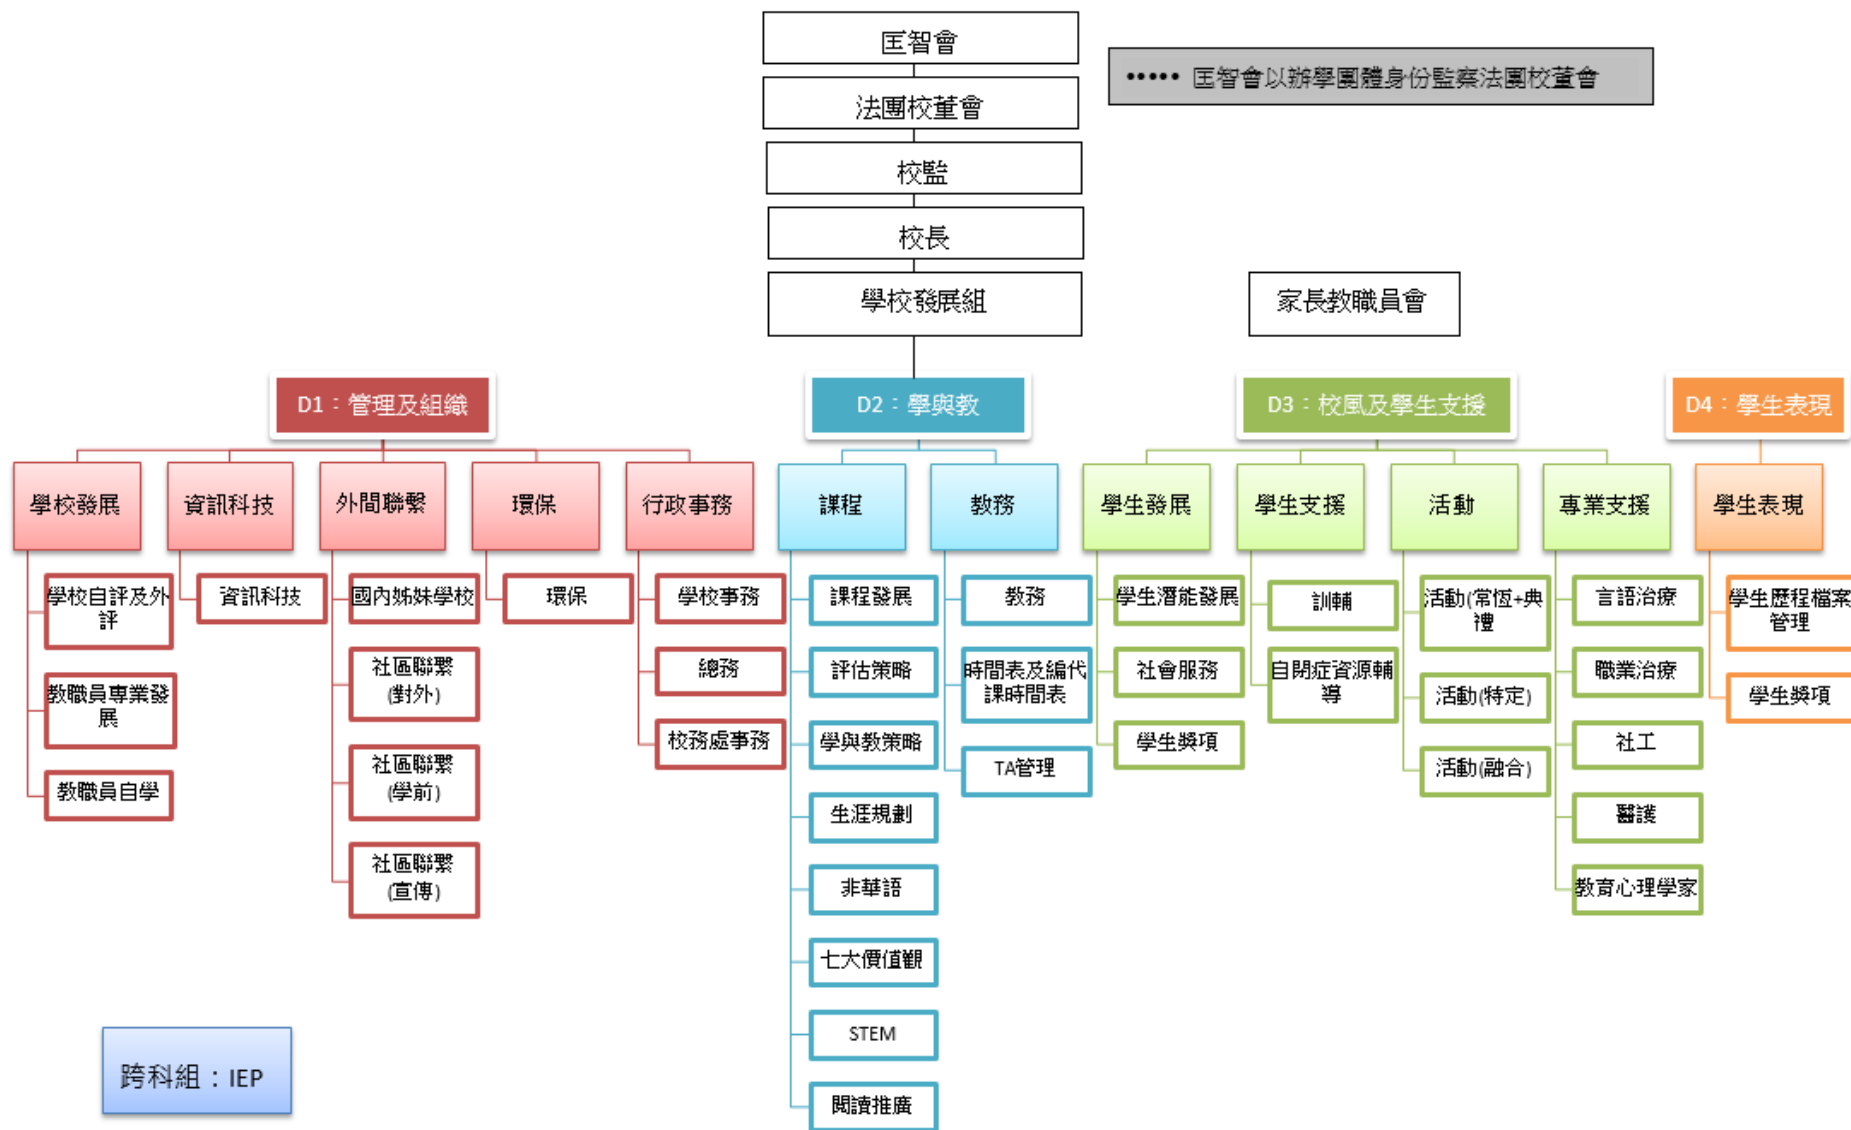 匡智會
••••• 匡智會以辦學團體身份監察法團校董會
法團校董會
校監
校長
學校發展組
家長教職員會
D1：管理及組織
D2：學與教
D3：校風及學生支援
D4：學生表現
學校發展
資訊科技
外間聯繫
環保
行政事務
課程
教務
學生發展
學生支援
活動
專業支援
學生表現
學校自評及外
評
教職員專業發
展
教職員自學
資訊科技
國內姊妹學校
社區聯繫
(對外)
社區聯繫
(學前)
社區聯繫
(宣傳)
環保
學校事務
總務
校務處事務
課程發展
評估策略
學與教策略
生涯規劃
非華語
七大價值觀
STEM
閱讀推廣
教務
時間表及編代
課時間表
TA管理
學生潛能發展
社會服務
學生獎項
訓輔
自閉症資源輔
導
活動(常恆+典
禮)
活動(特定)
活動(融合)
言語治療
職業治療
社工
醫護
教育心理學家
學生歷程檔案
管理
學生獎項
跨科組：IEP